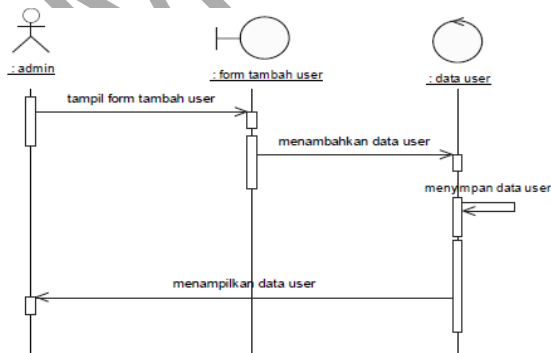 : admin
: form tambah user
: data user
tampil form tambah user
menambahkan data user
menyimpan data user
menampilkan data user